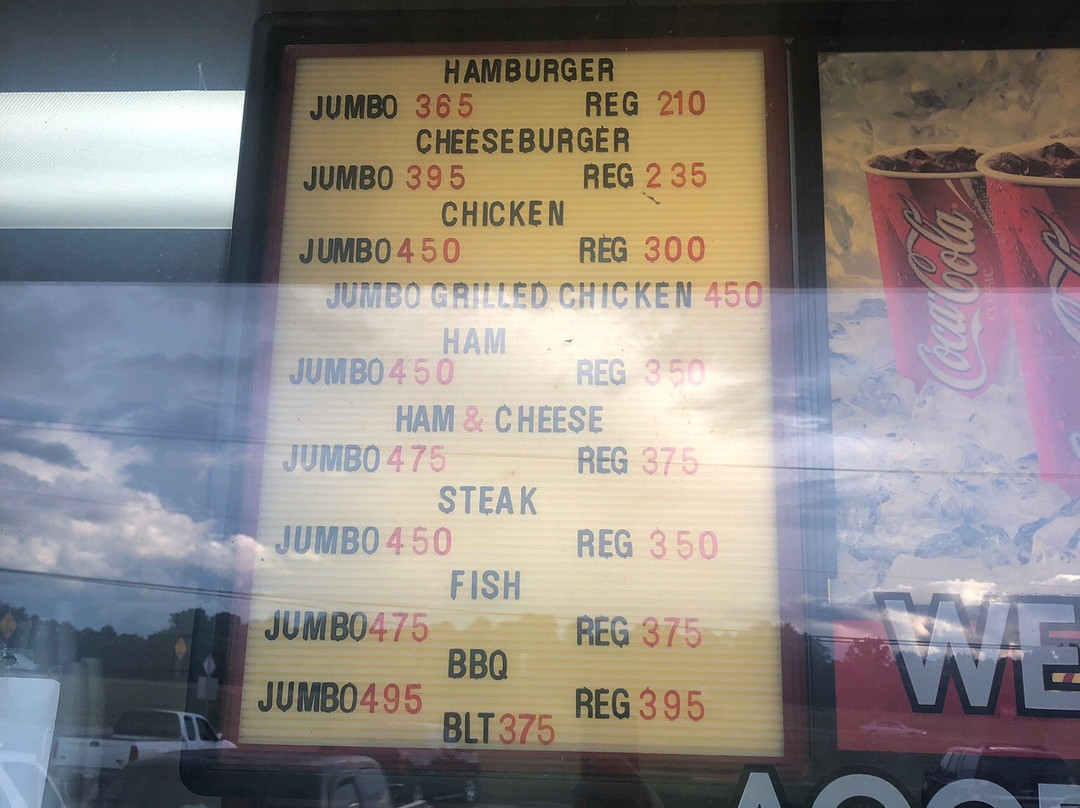 HAMBURGER
JUMBO 365 REG 210
CHEESEBURGER
JUMBO 395 REG 235
CHICKEN
JUMBO 450 REG 300
JUMBO GRILLED CHICKEN 450
HAM
JUMBO 450 REG 350
HAM & CHEESE
JUMBO 475 REG 375
STEAK
JUMBO 450 REG 350
FISH
JUMBO 475 REG 375
BBQ
JUMBO 495 REG 395
BLT 375
Coca-Cola
CLASSIC
WE